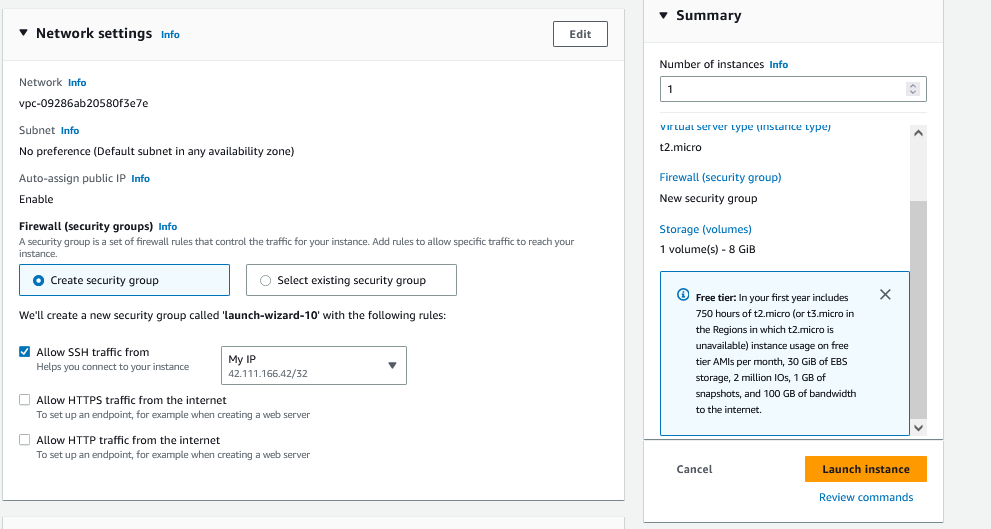 Network settings Info
Edit
Network Info
vpc-09286ab20580f3e7e
Subnet Info
No preference (Default subnet in any availability zone)
Auto-assign public IP Info
Enable
Firewall (security groups) Info
A security group is a set of firewall rules that control the traffic for your instance. Add rules to allow specific traffic to reach your
instance.
Create security group
Select existing security group
We'll create a new security group called 'launch-wizard-10' with the following rules:
Allow SSH traffic from
Helps you connect to your instance
My IP
42.111.166.42/32
Allow HTTPS traffic from the internet
To set up an endpoint, for example when creating a web server
Allow HTTP traffic from the internet
To set up an endpoint, for example when creating a web server
Summary
Number of instances Info
1
Virtual server type (instance type)
t2.micro
Firewall (security group)
New security group
Storage (volumes)
1 volume(s) - 8 GiB
Free tier: In your first year includes
750 hours of t2.micro (or t3.micro in
the Regions in which t2.micro is
unavailable) instance usage on free
tier AMIs per month, 30 GiB of EBS
storage, 2 million IOs, 1 GB of
snapshots, and 100 GB of bandwidth
to the internet.
Cancel
Launch instance
Review commands